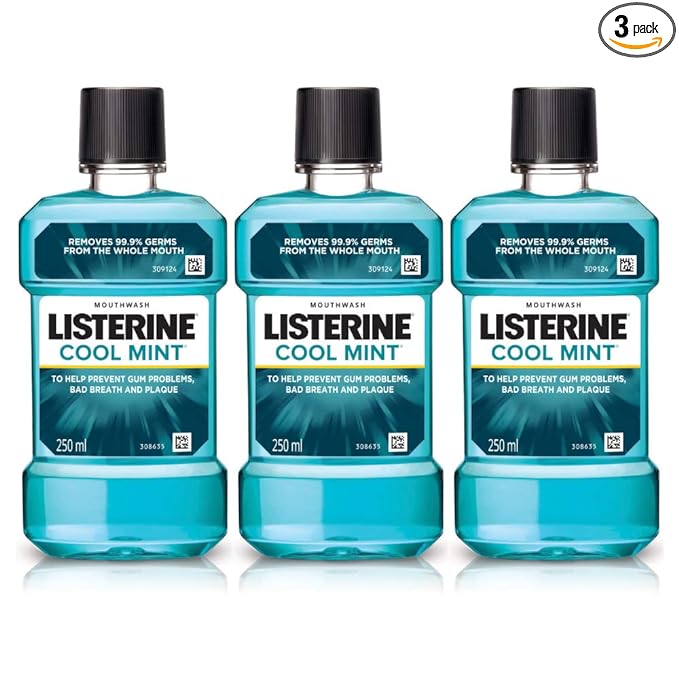 3 pack
REMOVES 99.9% GERMS
FROM THE WHOLE MOUTH
309124
MOUTHWASH
LISTERINE
COOL MINT®
TO HELP PREVENT GUM PROBLEMS,
BAD BREATH AND PLAQUE
250 ml
308635
REMOVES 99.9% GERMS
FROM THE WHOLE MOUTH
309124
MOUTHWASH
LISTERINE
COOL MINT®
TO HELP PREVENT GUM PROBLEMS,
BAD BREATH AND PLAQUE
250 ml
308635
REMOVES 99.9% GERMS
FROM THE WHOLE MOUTH
309124
MOUTHWASH
LISTERINE
COOL MINT®
TO HELP PREVENT GUM PROBLEMS,
BAD BREATH AND PLAQUE
250 ml
308635